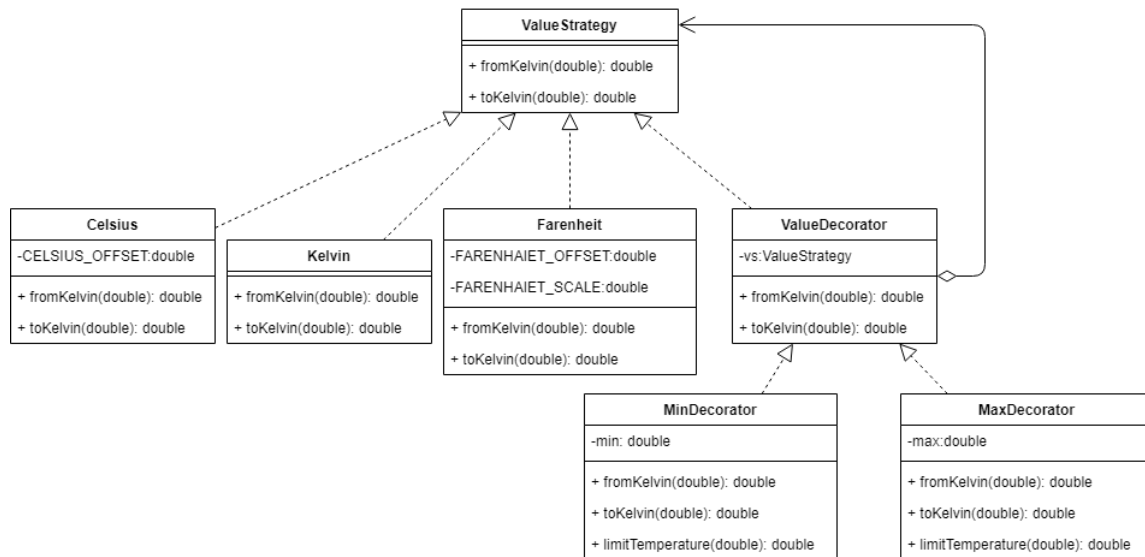 ValueStrategy
+ fromKelvin(double): double
+ toKelvin(double): double
Celsius
-CELSIUS_OFFSET:double
+ fromKelvin(double): double
+ toKelvin(double): double
Kelvin
+ fromKelvin(double): double
+ toKelvin(double): double
Farenheit
-FARENHAIET_OFFSET:double
-FARENHAIET_SCALE:double
+ fromKelvin(double): double
+ toKelvin(double): double
ValueDecorator
-vs:ValueStrategy
+ fromKelvin(double): double
+ toKelvin(double): double
MinDecorator
-min: double
+ fromKelvin(double): double
+ toKelvin(double): double
+ limitTemperature(double): double
MaxDecorator
-max:double
+ fromKelvin(double): double
+ toKelvin(double): double
+ limitTemperature(double): double